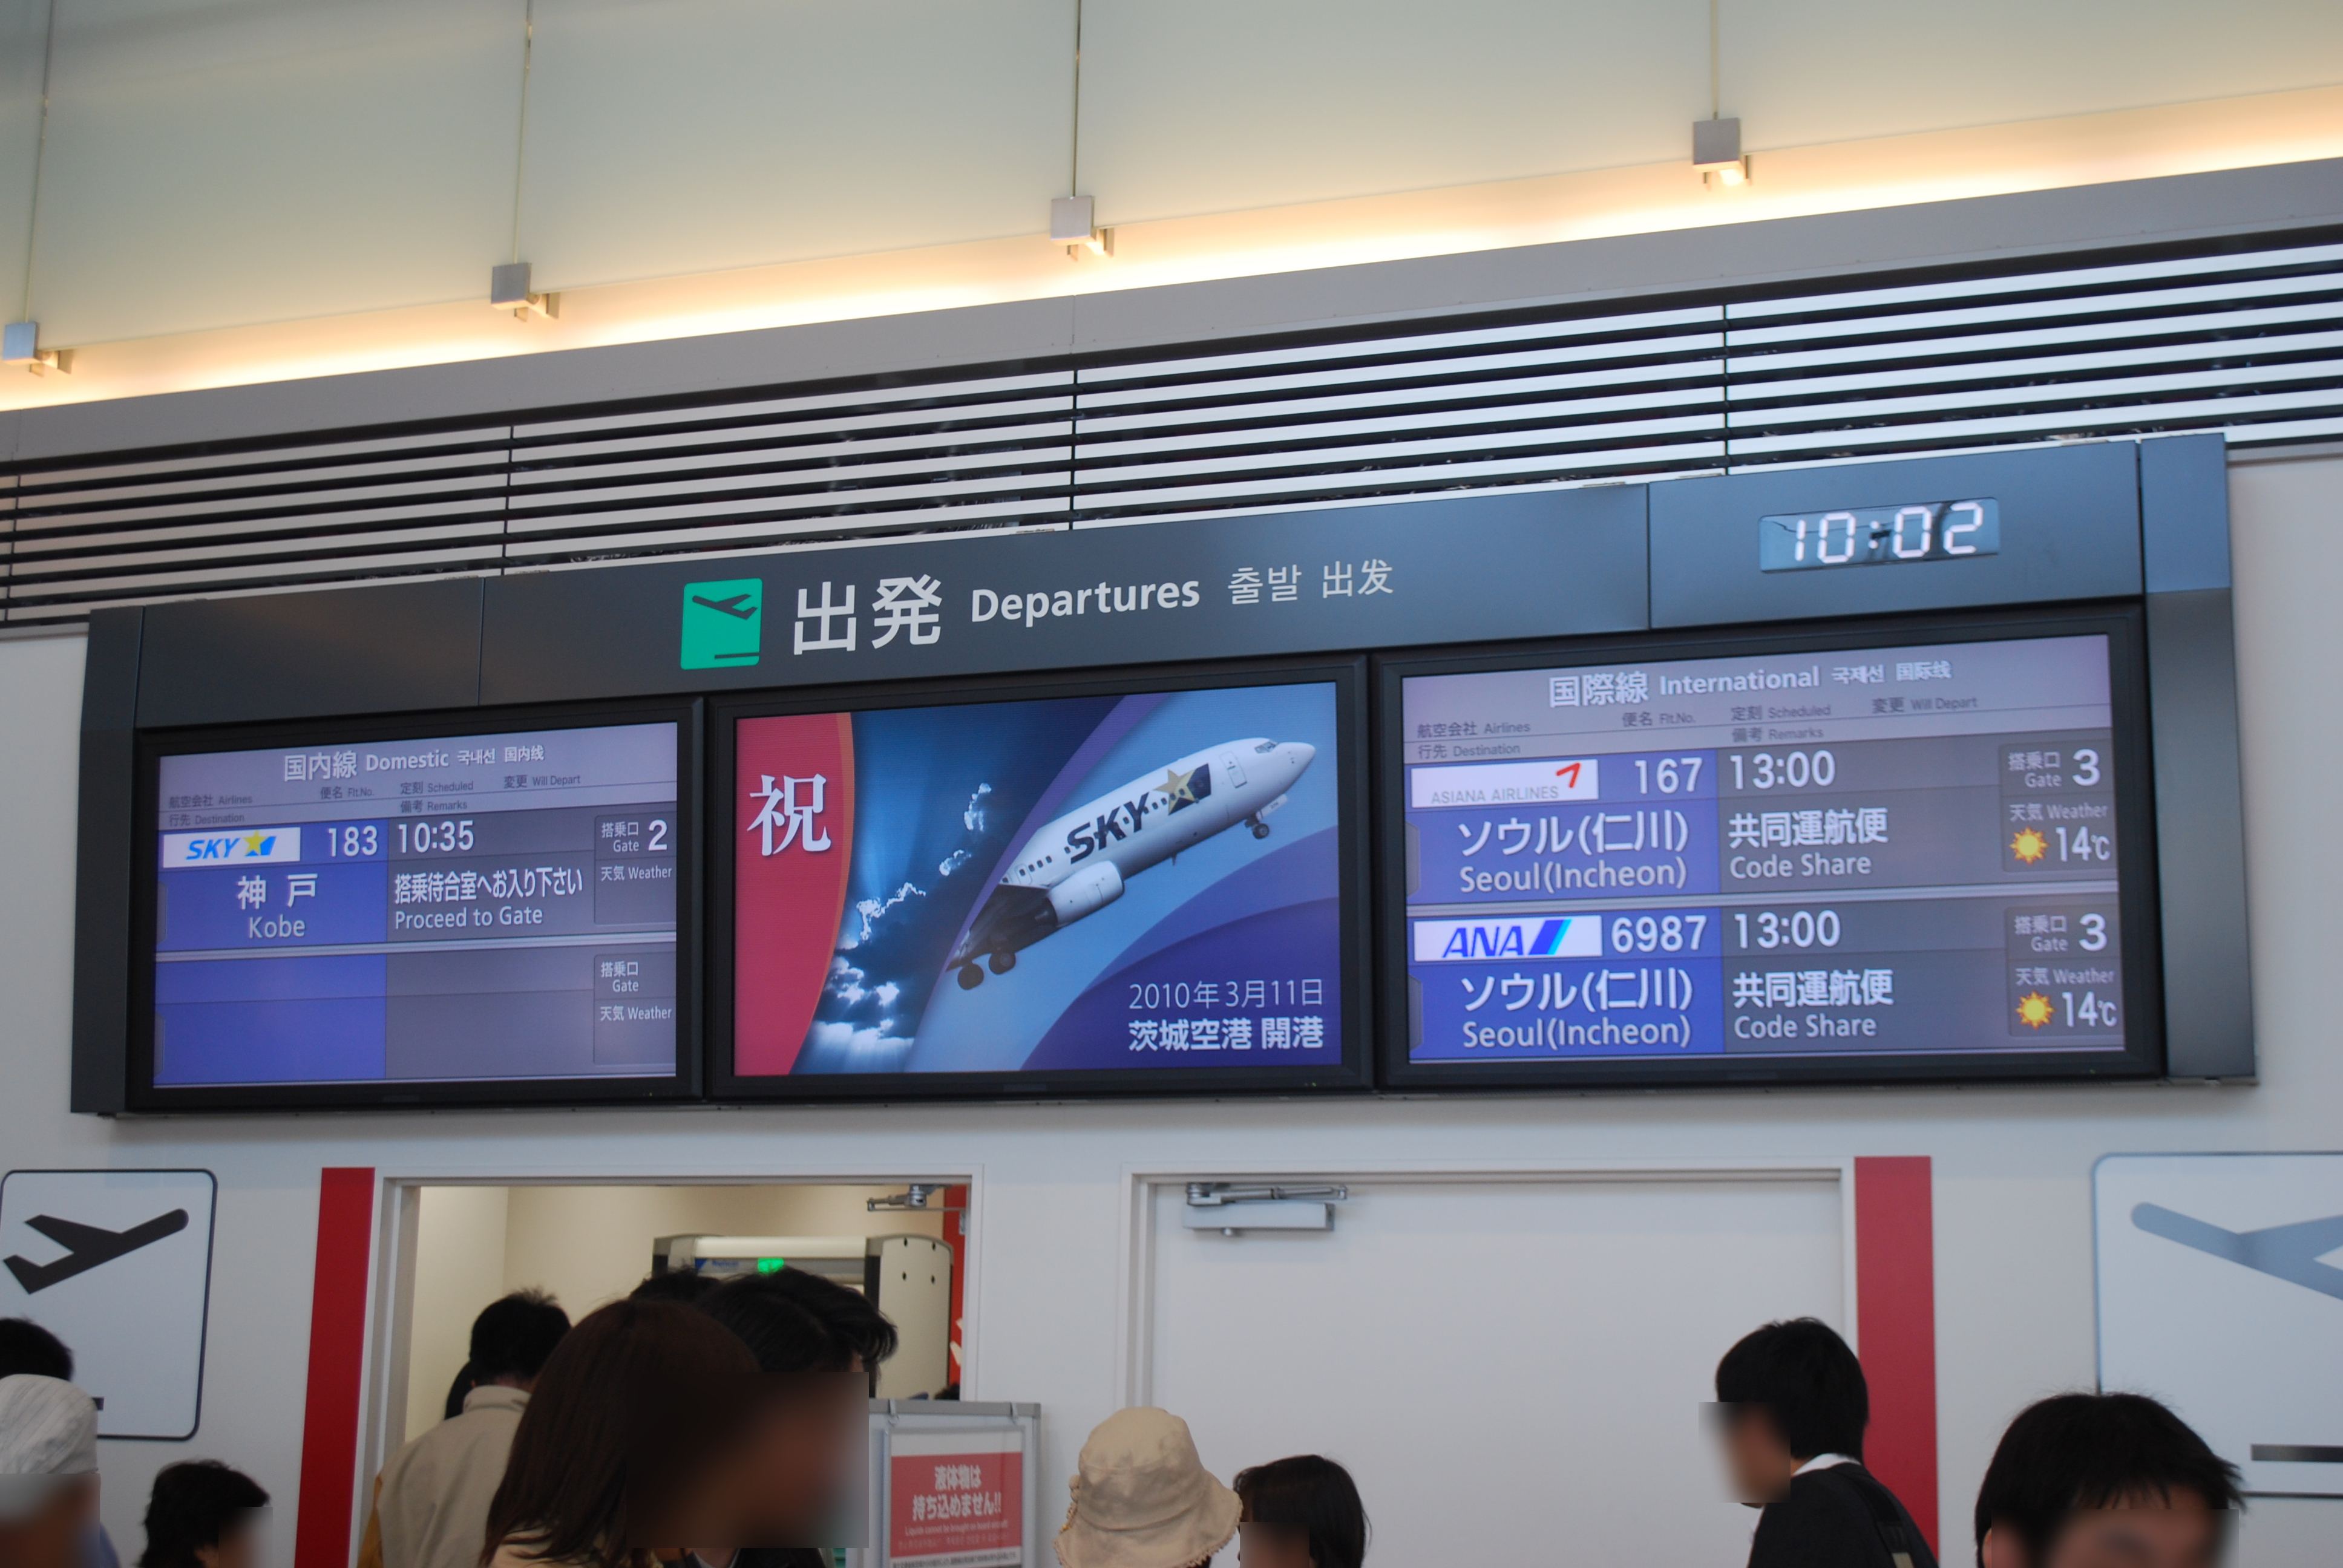 出発 Departures 출발 出发
10:02
国内線 Domestic 국내선 国内线
航空会社 Airlines 便名 Flt.No. 定刻 Scheduled 変更 Will Depart
行先 Destination 備考 Remarks
SKY 183 10:35 搭乗口 Gate 2
神戸 搭乗待合室へお入り下さい 天気 Weather
Kobe Proceed to Gate
搭乗口 Gate
天気 Weather
祝
SKY
2010年3月11日
茨城空港 開港
国際線 International 국제선 国际线
航空会社 Airlines 便名 Flt.No. 定刻 Scheduled 変更 Will Depart
行先 Destination 備考 Remarks
ASIANA AIRLINES 167 13:00 搭乗口 Gate 3
ソウル(仁川) 共同運航便 天気 Weather
Seoul(Incheon) Code Share 14℃
ANA 6987 13:00 搭乗口 Gate 3
ソウル(仁川) 共同運航便 天気 Weather
Seoul(Incheon) Code Share 14℃
液体物は
持ち込めません!!